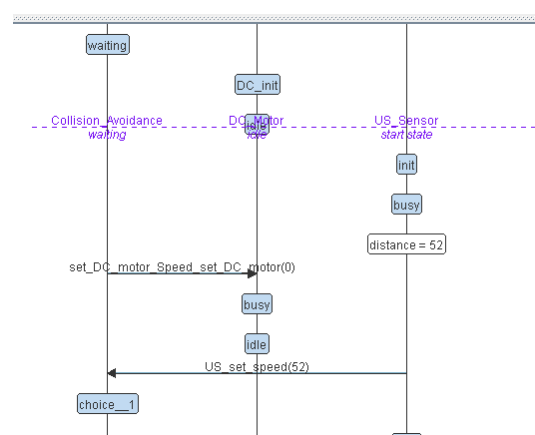 waiting
DC_init
Collision_Avoidance DC_Motor US_Sensor
waiting idle idle start state
init
busy
distance = 52
set_DC_motor_Speed_set_DC_motor(0)
busy
idle
US_set_speed(52)
choice__1